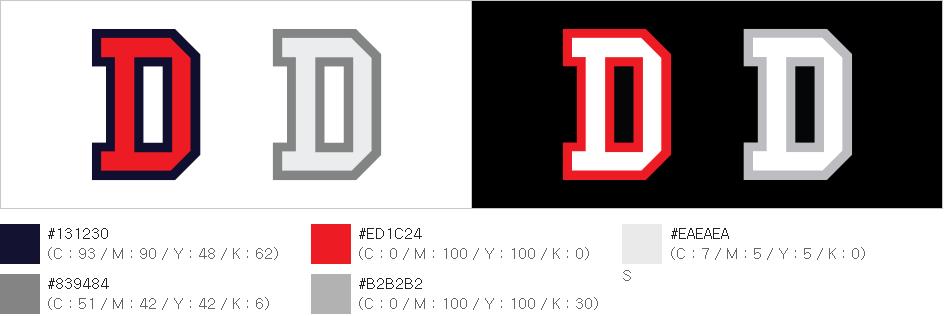 D D D D
#131230
(C : 93 / M : 90 / Y : 48 / K : 62)
#ED1C24
(C : 0 / M : 100 / Y : 100 / K : 0)
#EAEAEA
(C : 7 / M : 5 / Y : 5 / K : 0)
S
#839484
(C : 51 / M : 42 / Y : 42 / K : 6)
#B2B2B2
(C : 0 / M : 100 / Y : 100 / K : 30)